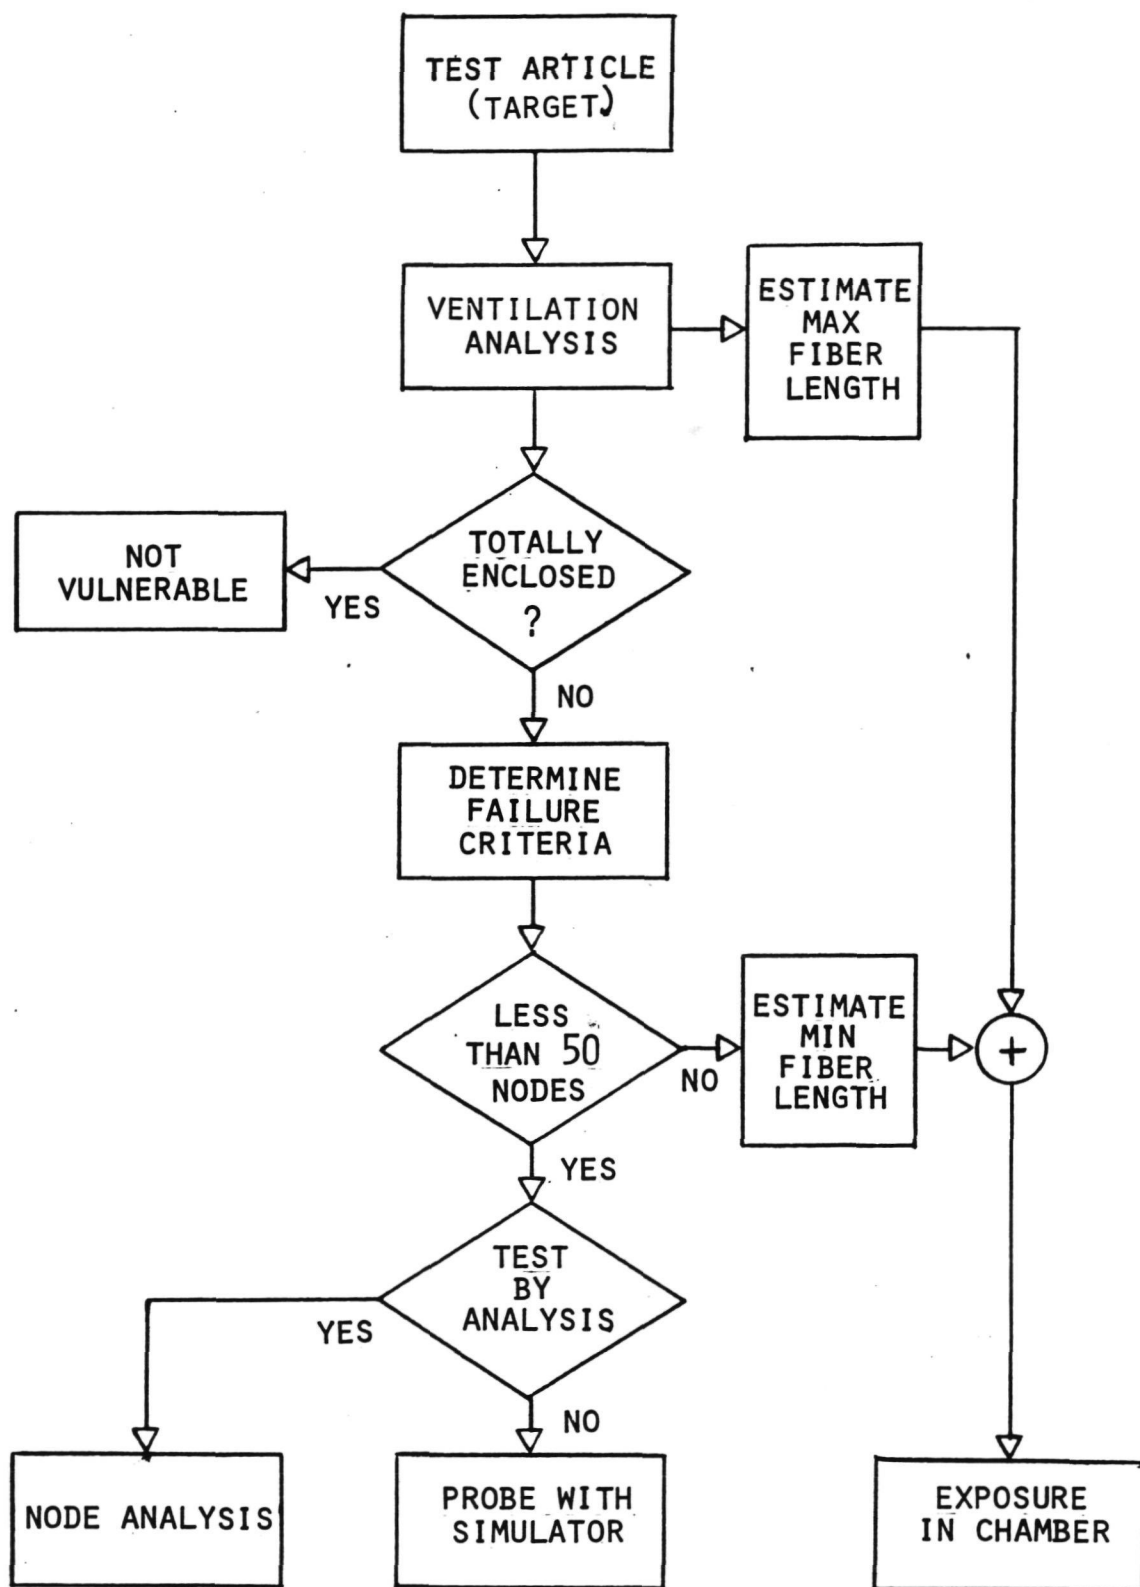 TEST ARTICLE
(TARGET)
VENTILATION
ANALYSIS
ESTIMATE
MAX
FIBER
LENGTH
TOTALLY
ENCLOSED
?
YES
NOT
VULNERABLE
NO
DETERMINE
FAILURE
CRITERIA
LESS
THAN 50
NODES
NO
ESTIMATE
MIN
FIBER
LENGTH
+
YES
TEST
BY
ANALYSIS
YES
NO
NODE ANALYSIS
PROBE WITH
SIMULATOR
EXPOSURE
IN CHAMBER